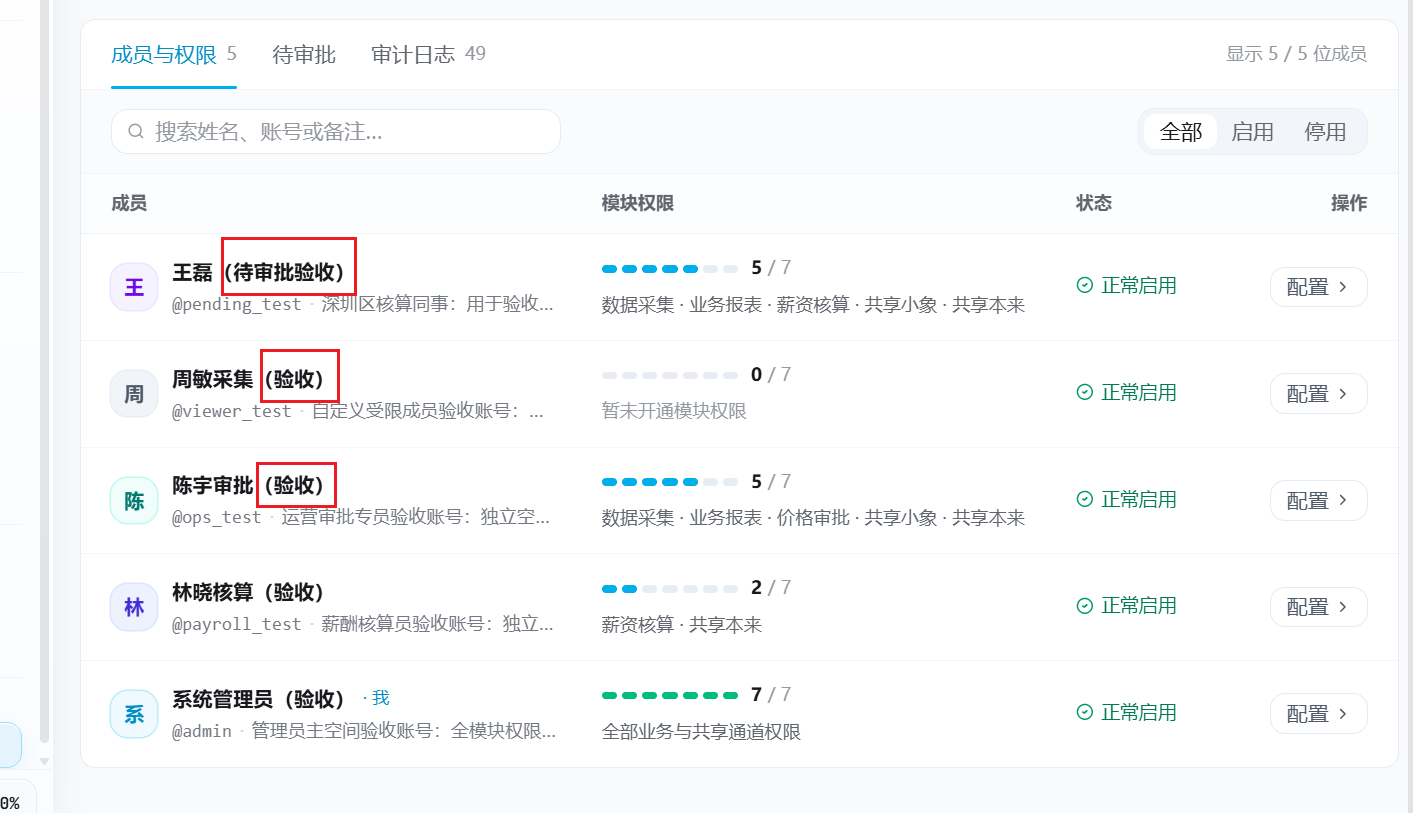 成员与权限 5 待审批 审计日志 49 显示 5 / 5 位成员
搜索姓名、账号或备注... 全部 启用 停用
成员 模块权限 状态 操作
王 王磊（待审批验收） 5 / 7 正常启用 配置
@pending_test · 深圳区核算同事：用于验收... 数据采集 · 业务报表 · 薪资核算 · 共享小象 · 共享本来
周 周敏采集（验收） 0 / 7 正常启用 配置
@viewer_test · 自定义受限成员验收账号：... 暂未开通模块权限
陈 陈宇审批（验收） 5 / 7 正常启用 配置
@ops_test · 运营审批专员验收账号：独立空... 数据采集 · 业务报表 · 价格审批 · 共享小象 · 共享本来
林 林晓核算（验收） 2 / 7 正常启用 配置
@payroll_test · 薪酬核算员验收账号：独立... 薪资核算 · 共享本来
系 系统管理员（验收） · 我 7 / 7 正常启用 配置
@admin · 管理员主空间验收账号：全模块权限... 全部业务与共享通道权限
0%